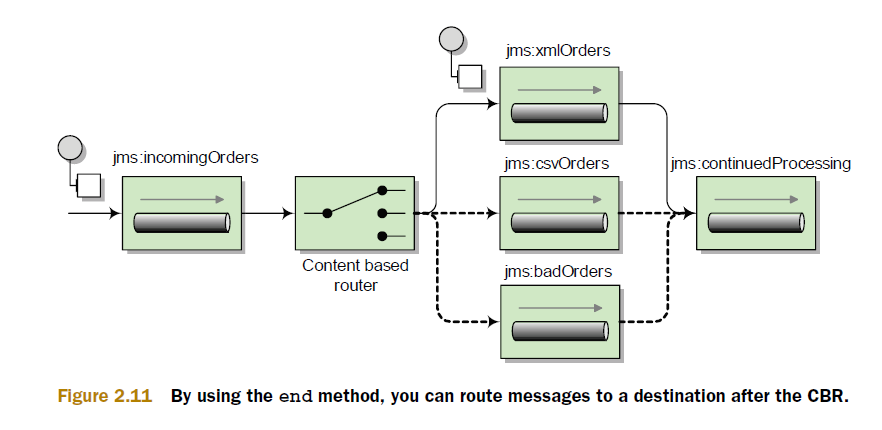 jms:xmlOrders
jms:incomingOrders
jms:csvOrders
jms:continuedProcessing
Content based
router
jms:badOrders
Figure 2.11 By using the end method, you can route messages to a destination after the CBR.